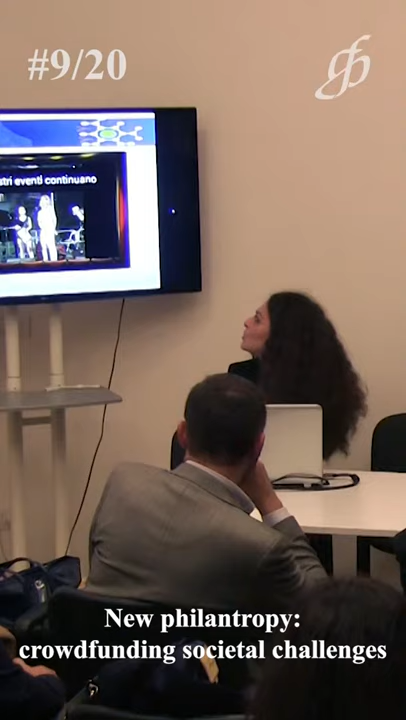 #9/20
stri eventi continuano
New philantropy:
crowdfunding societal challenges